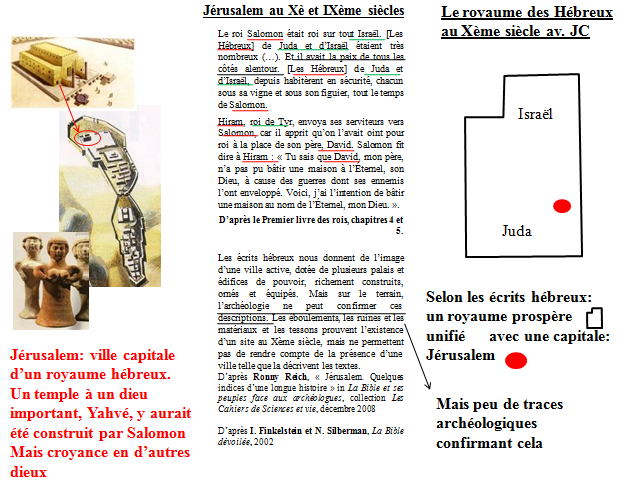 Jérusalem au Xè et IXème siècles
Le roi Salomon était roi sur tout Israël. [Les
Hébreux] de Juda et d'Israël étaient très
nombreux (…). Et il avait la paix de tous les
côtés alentour. [Les Hébreux] de Juda et
d'Israël, depuis habitèrent en sécurité, chacun
sous sa vigne et sous son figuier, tout le temps
de Salomon.
Hiram, roi de Tyr, envoya ses serviteurs vers
Salomon, car il apprit qu'on l'avait oint pour
roi à la place de son père, David. Salomon fit
dire à Hiram : « Tu sais que David, mon père,
n'a pas pu bâtir une maison à l'Éternel, son
Dieu, à cause des guerres dont ses ennemis
l'ont enveloppé. Voici, j'ai l'intention de bâtir
une maison au nom de l'Éternel, mon Dieu. ».
D'après le Premier livre des rois, chapitres 4 et
5.
Les écrits hébreux nous donnent de l'image
d'une ville active, dotée de plusieurs palais et
édifices de pouvoir, richement construits,
ornés et équipés. Mais sur le terrain,
l'archéologie ne peut confirmer ces
descriptions. Les éboulements, les ruines et les
matériaux et les tessons prouvent l'existence
d'un site au Xème siècle, mais ne permettent
pas de rendre compte de la présence d'une
ville telle que la décrivent les textes.
D'après Ronny Reich, « Jérusalem. Quelques
indices d'une longue histoire » in La Bible et ses
peuples face aux archéologues, collection Les
Cahiers de Sciences et vie, décembre 2008
D'après I. Finkelstein et N. Silberman, La Bible
dévoilée, 2002
Jérusalem: ville capitale
d'un royaume hébreux.
Un temple à un dieu
important, Yahvé, y aurait
été construit par Salomon
Mais croyance en d'autres
dieux
Le royaume des Hébreux
au Xème siècle av. JC
Israël
Juda
Selon les écrits hébreux:
un royaume prospère
unifié avec une capitale:
Jérusalem
Mais peu de traces
archéologiques
confirmant cela